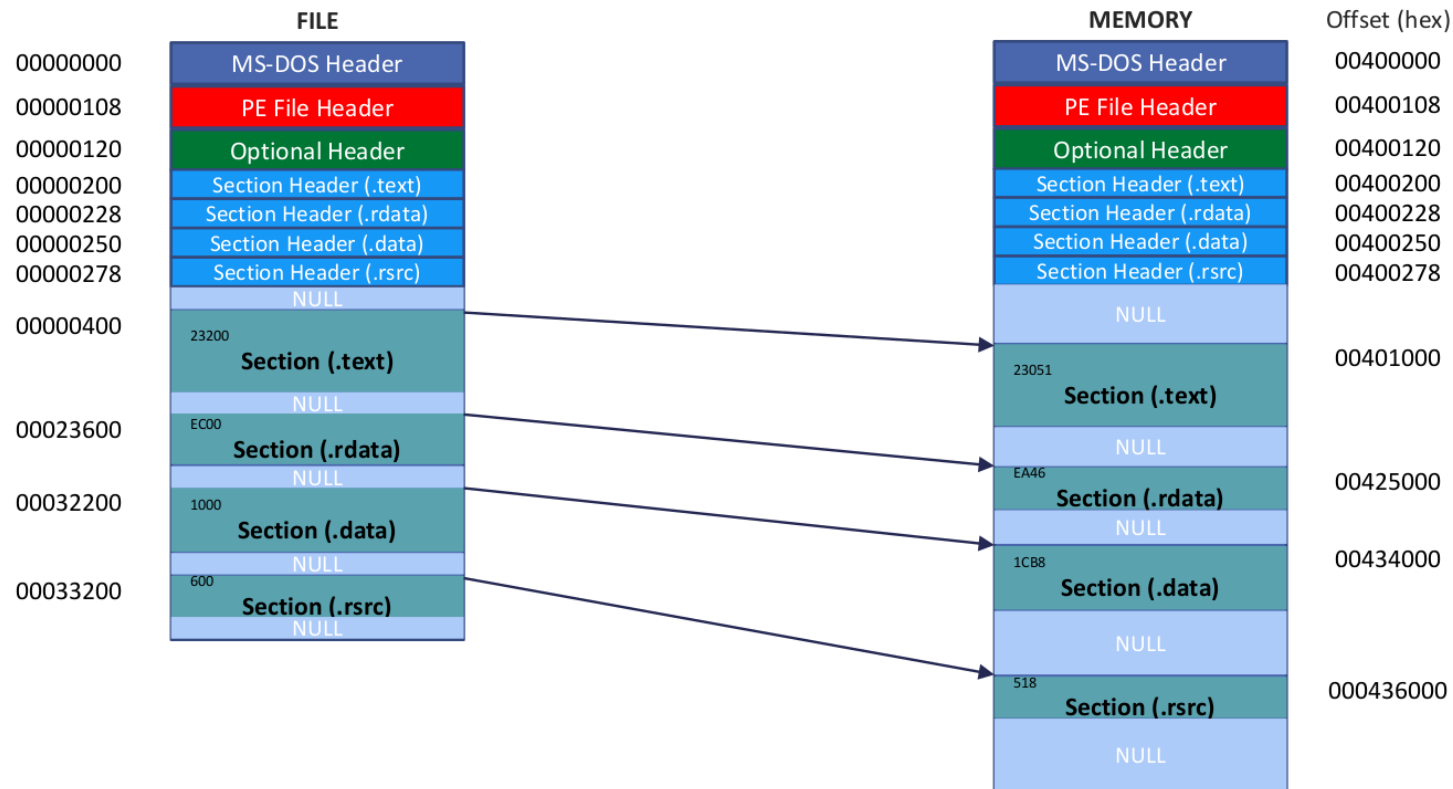 FILE
MEMORY
Offset (hex)
00000000
MS-DOS Header
MS-DOS Header
00400000
00000108
PE File Header
PE File Header
00400108
00000120
Optional Header
Optional Header
00400120
00000200
Section Header (.text)
Section Header (.text)
00400200
00000228
Section Header (.rdata)
Section Header (.rdata)
00400228
00000250
Section Header (.data)
Section Header (.data)
00400250
00000278
Section Header (.rsrc)
Section Header (.rsrc)
00400278
NULL
NULL
00000400
23200
Section (.text)
00401000
23051
Section (.text)
NULL
00023600
EC00
Section (.rdata)
NULL
NULL
EA46
Section (.rdata)
00425000
00032200
1000
Section (.data)
NULL
NULL
1CB8
Section (.data)
00434000
00033200
600
Section (.rsrc)
NULL
NULL
518
Section (.rsrc)
000436000
NULL